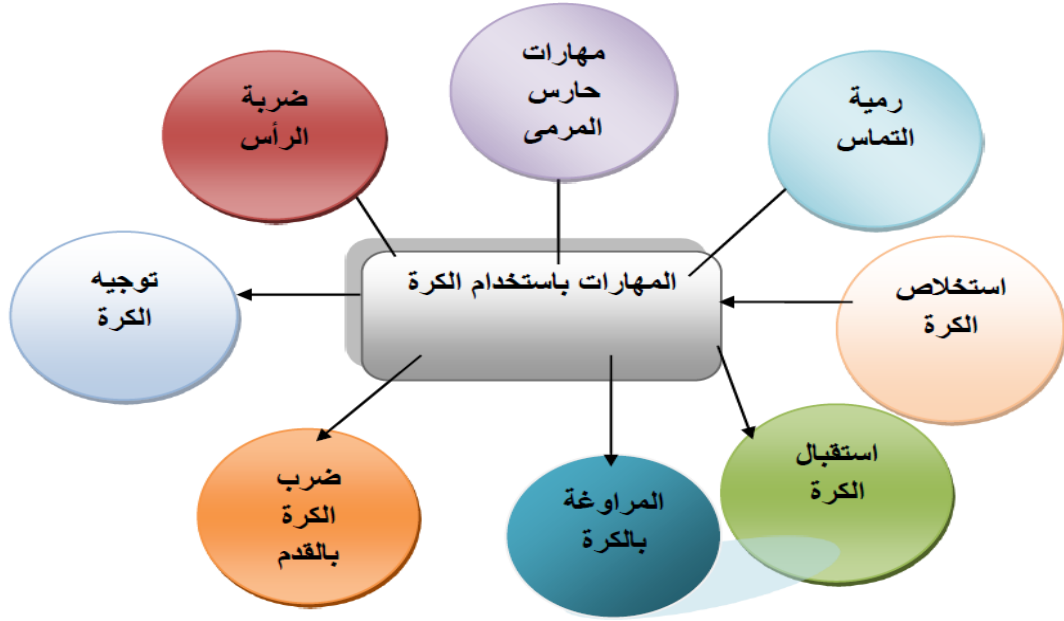 مهارات
حارس
المرمى
رمية
التماس
ضربة
الرأس
المهارات باستخدام الكرة
استخلاص
الكرة
توجيه
الكرة
استقبال
الكرة
المراوغة
بالكرة
ضرب
الكرة
بالقدم